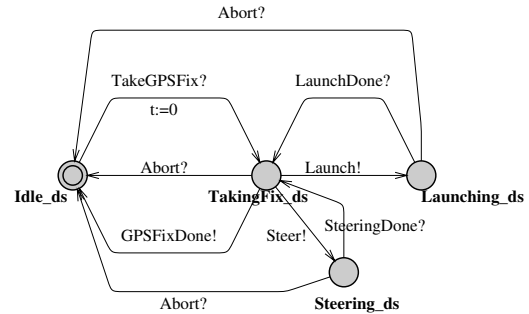 Abort?
TakeGPSFix?
LaunchDone?
t:=0
Abort?
Launch!
Idle_ds
TakingFix_ds
Launching_ds
GPSFixDone!
Steer!
SteeringDone?
Abort?
Steering_ds